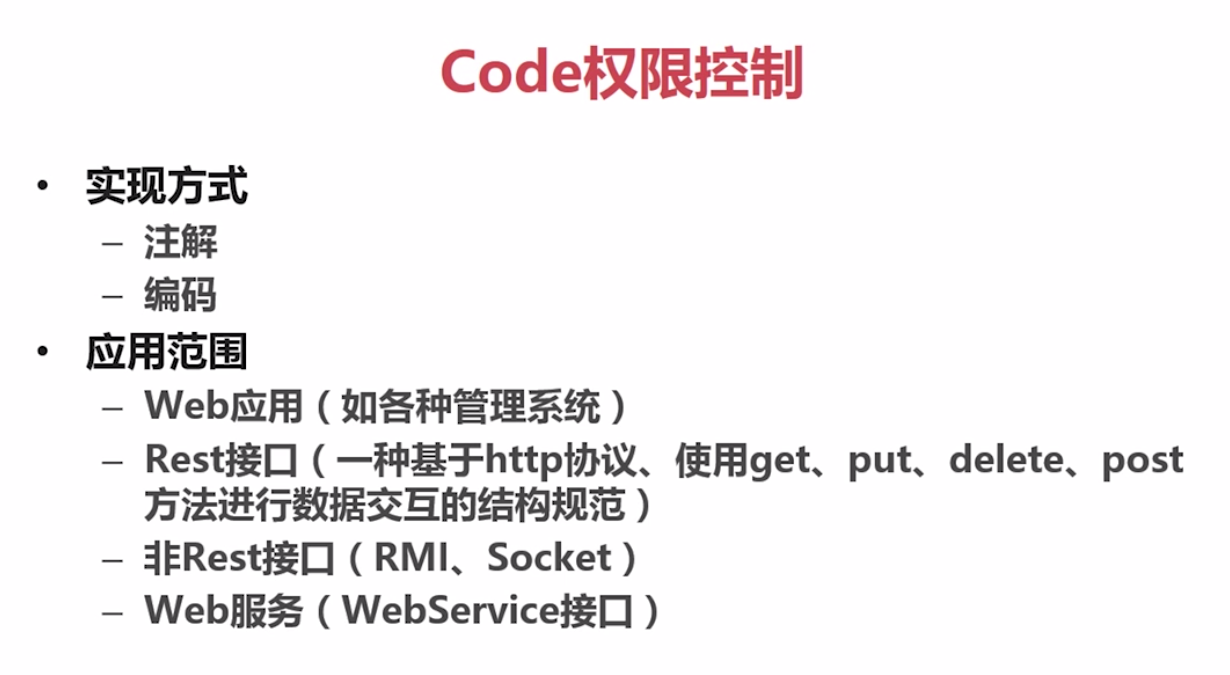 Code权限控制
• 实现方式
– 注解
– 编码
• 应用范围
– Web应用（如各种管理系统）
– Rest接口（一种基于http协议、使用get、put、delete、post
方法进行数据交互的结构规范）
– 非Rest接口（RMI、Socket）
– Web服务（WebService接口）